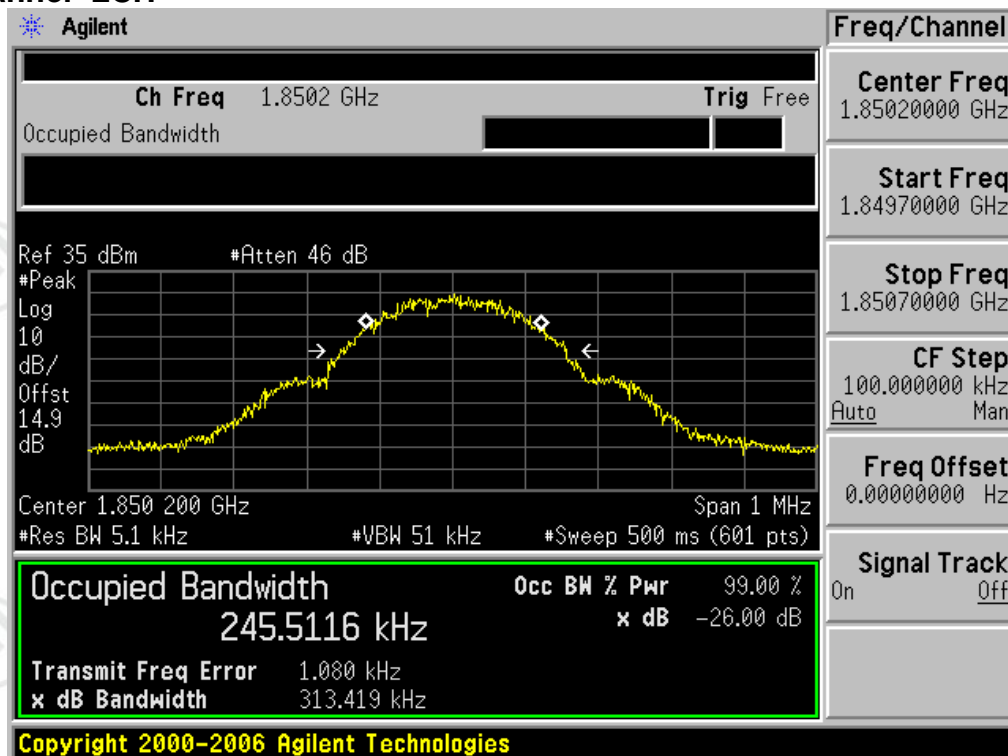 Agilent
Freq/Channel
Ch Freq 1.8502 GHz Trig Free
Occupied Bandwidth
Center Freq
1.85020000 GHz
Start Freq
1.84970000 GHz
Stop Freq
1.85070000 GHz
CF Step
100.000000 kHz
Auto Man
Freq Offset
0.00000000 Hz
Signal Track
On Off
Ref 35 dBm #Atten 46 dB
#Peak
Log
10
dB/
Offst
14.9
dB
Center 1.850 200 GHz Span 1 MHz
#Res BW 5.1 kHz #VBW 51 kHz #Sweep 500 ms (601 pts)
Occupied Bandwidth Occ BW % Pwr 99.00 %
245.5116 kHz x dB -26.00 dB
Transmit Freq Error 1.080 kHz
x dB Bandwidth 313.419 kHz
Copyright 2000-2006 Agilent Technologies